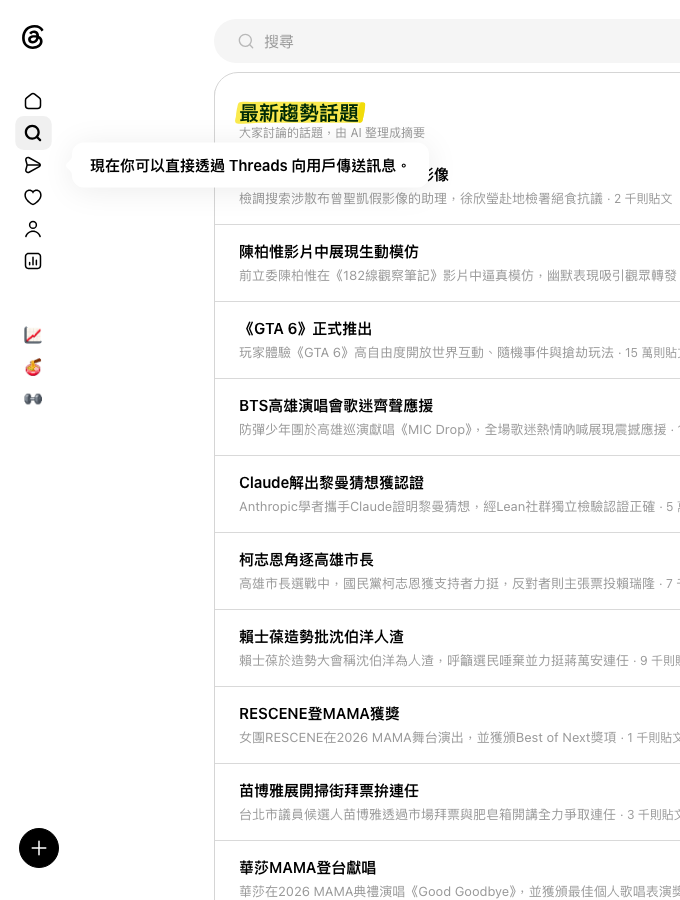 搜尋
最新趨勢話題
大家討論的話題，由 AI 整理成摘要
現在你可以直接透過 Threads 向用戶傳送訊息。
影像
檢調搜索涉散布曾聖凱假影像的助理，徐欣瑩赴地檢署絕食抗議 · 2 千則貼文
陳柏惟影片中展現生動模仿
前立委陳柏惟在《182線觀察筆記》影片中逼真模仿，幽默表現吸引觀眾轉發
《GTA 6》正式推出
玩家體驗《GTA 6》高自由度開放世界互動、隨機事件與搶劫玩法 · 15 萬則貼文
BTS高雄演唱會歌迷齊聲應援
防彈少年團於高雄巡演獻唱《MIC Drop》，全場歌迷熱情吶喊展現震撼應援 ·
Claude解出黎曼猜想獲認證
Anthropic學者攜手Claude證明黎曼猜想，經Lean社群獨立檢驗認證正確 · 5
柯志恩角逐高雄市長
高雄市長選戰中，國民黨柯志恩獲支持者力挺，反對者則主張票投賴瑞隆 · 7
賴士葆造勢批沈伯洋人渣
賴士葆於造勢大會稱沈伯洋為人渣，呼籲選民唾棄並力挺蔣萬安連任 · 9 千則貼
RESCENE登MAMA獲獎
女團RESCENE在2026 MAMA舞台演出，並獲頒Best of Next獎項 · 1 千則貼文
苗博雅展開掃街拜票拚連任
台北市議員候選人苗博雅透過市場拜票與肥皂箱開講全力爭取連任 · 3 千則貼文
華莎MAMA登台獻唱
華莎在2026 MAMA典禮演唱《Good Goodbye》，並獲頒最佳個人歌唱表演獎